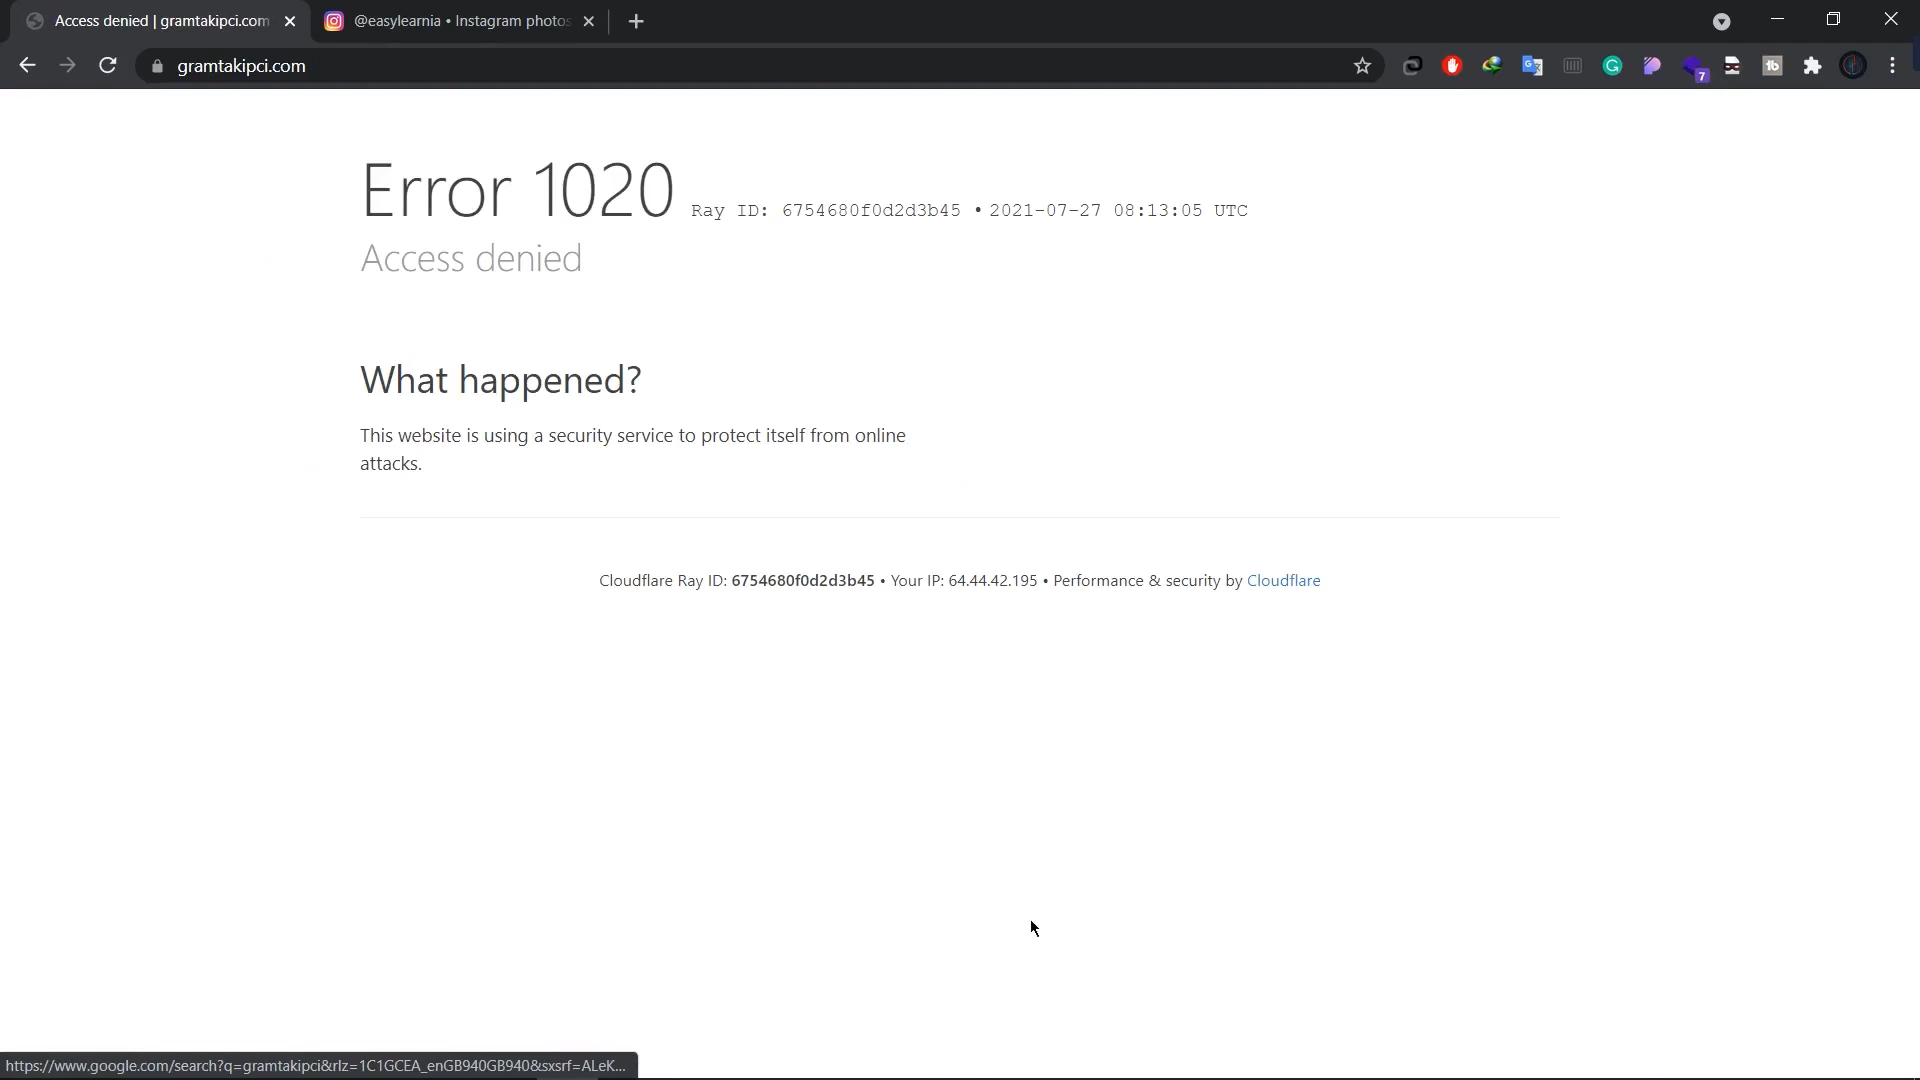 Access denied | gramtakipci.com
@easylearnia • Instagram photos
gramtakipci.com
7
Error 1020 Ray ID: 6754680f0d2d3b45 • 2021-07-27 08:13:05 UTC
Access denied
What happened?
This website is using a security service to protect itself from online
attacks.
Cloudflare Ray ID: 6754680f0d2d3b45 • Your IP: 64.44.42.195 • Performance & security by Cloudflare
https://www.google.com/search?q=gramtakipci&rlz=1C1GCEA_enGB940GB940&sxsrf=ALeK...